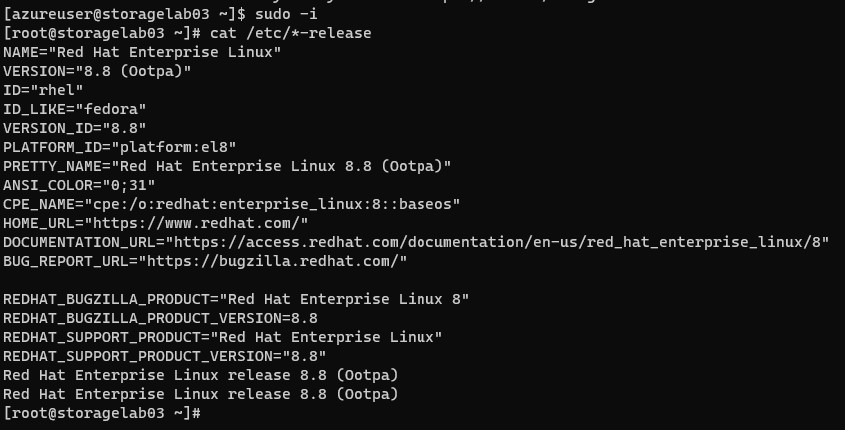 [azureuser@storagelab03 ~]$ sudo -i
[root@storagelab03 ~]# cat /etc/*-release
NAME="Red Hat Enterprise Linux"
VERSION="8.8 (Ootpa)"
ID="rhel"
ID_LIKE="fedora"
VERSION_ID="8.8"
PLATFORM_ID="platform:el8"
PRETTY_NAME="Red Hat Enterprise Linux 8.8 (Ootpa)"
ANSI_COLOR="0;31"
CPE_NAME="cpe:/o:redhat:enterprise_linux:8::baseos"
HOME_URL="https://www.redhat.com/"
DOCUMENTATION_URL="https://access.redhat.com/documentation/en-us/red_hat_enterprise_linux/8"
BUG_REPORT_URL="https://bugzilla.redhat.com/"

REDHAT_BUGZILLA_PRODUCT="Red Hat Enterprise Linux 8"
REDHAT_BUGZILLA_PRODUCT_VERSION=8.8
REDHAT_SUPPORT_PRODUCT="Red Hat Enterprise Linux"
REDHAT_SUPPORT_PRODUCT_VERSION="8.8"
Red Hat Enterprise Linux release 8.8 (Ootpa)
Red Hat Enterprise Linux release 8.8 (Ootpa)
[root@storagelab03 ~]#